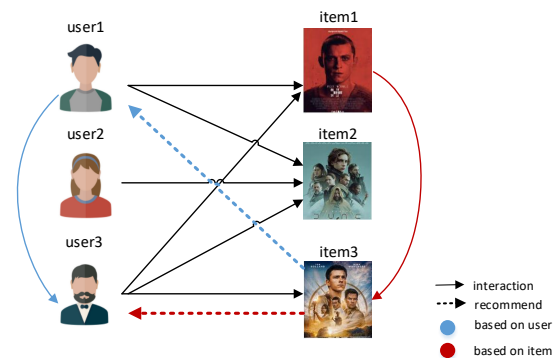 user1
item1
user2
item2
user3
item3
interaction
recommend
based on user
based on item